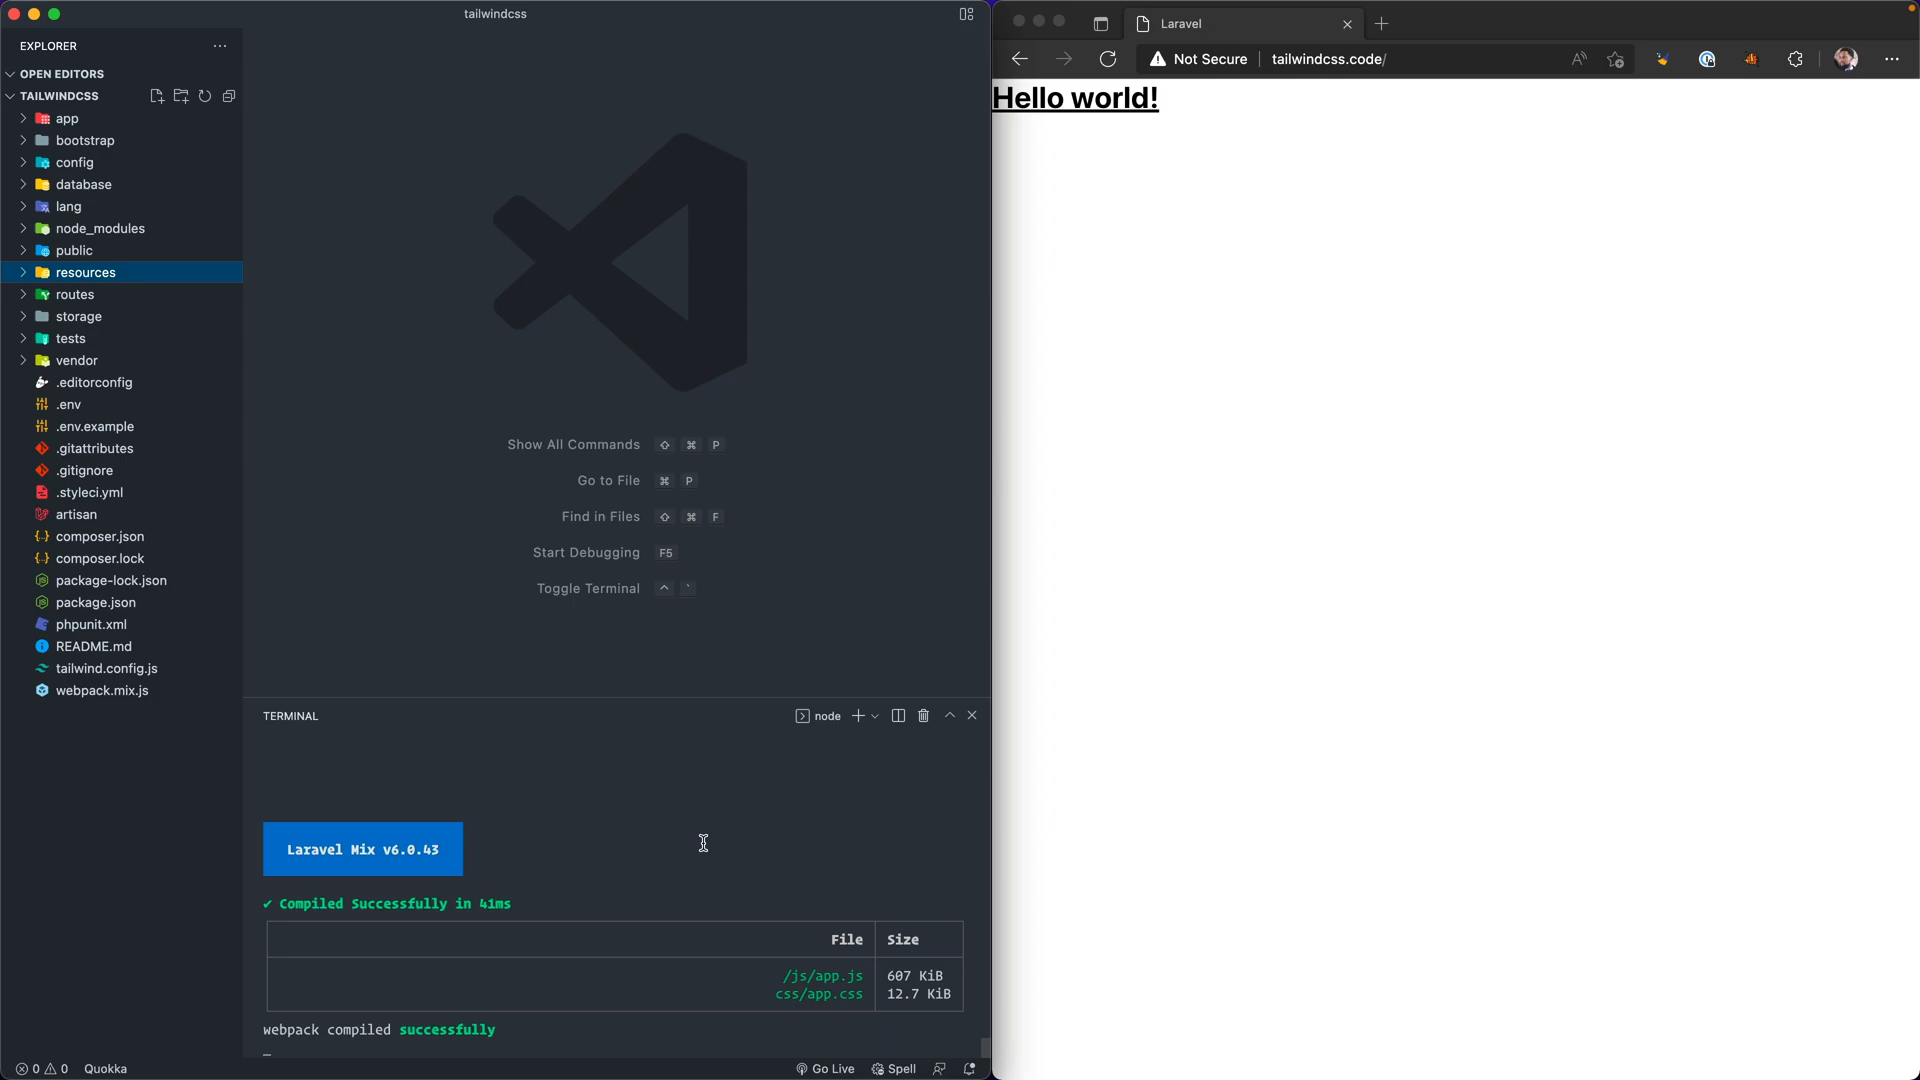 tailwindcss
EXPLORER
OPEN EDITORS
TAILWINDCSS
app
bootstrap
config
database
lang
node_modules
public
resources
routes
storage
tests
vendor
.editorconfig
.env
.env.example
.gitattributes
.gitignore
.styleci.yml
artisan
composer.json
composer.lock
package-lock.json
package.json
phpunit.xml
README.md
tailwind.config.js
webpack.mix.js
Show All Commands ⇧ ⌘ P
Go to File ⌘ P
Find in Files ⇧ ⌘ F
Start Debugging F5
Toggle Terminal ^ `
TERMINAL
node
Laravel Mix v6.0.43
✔ Compiled Successfully in 41ms
File Size
/js/app.js 607 KiB
css/app.css 12.7 KiB
webpack compiled successfully
0 0 Quokka
Go Live Spell
Laravel
Not Secure tailwindcss.code/
Hello world!